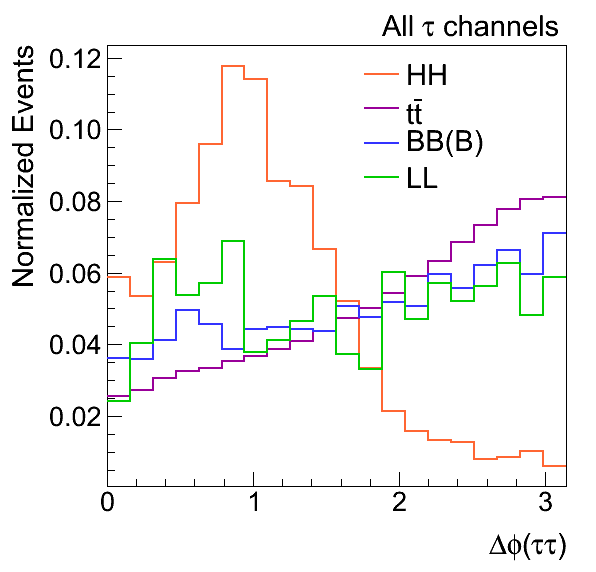 All τ channels
Normalized Events
0.12
0.10
0.08
0.06
0.04
0.02
HH
tt̄
BB(B)
LL
0 1 2 3
Δϕ(ττ)